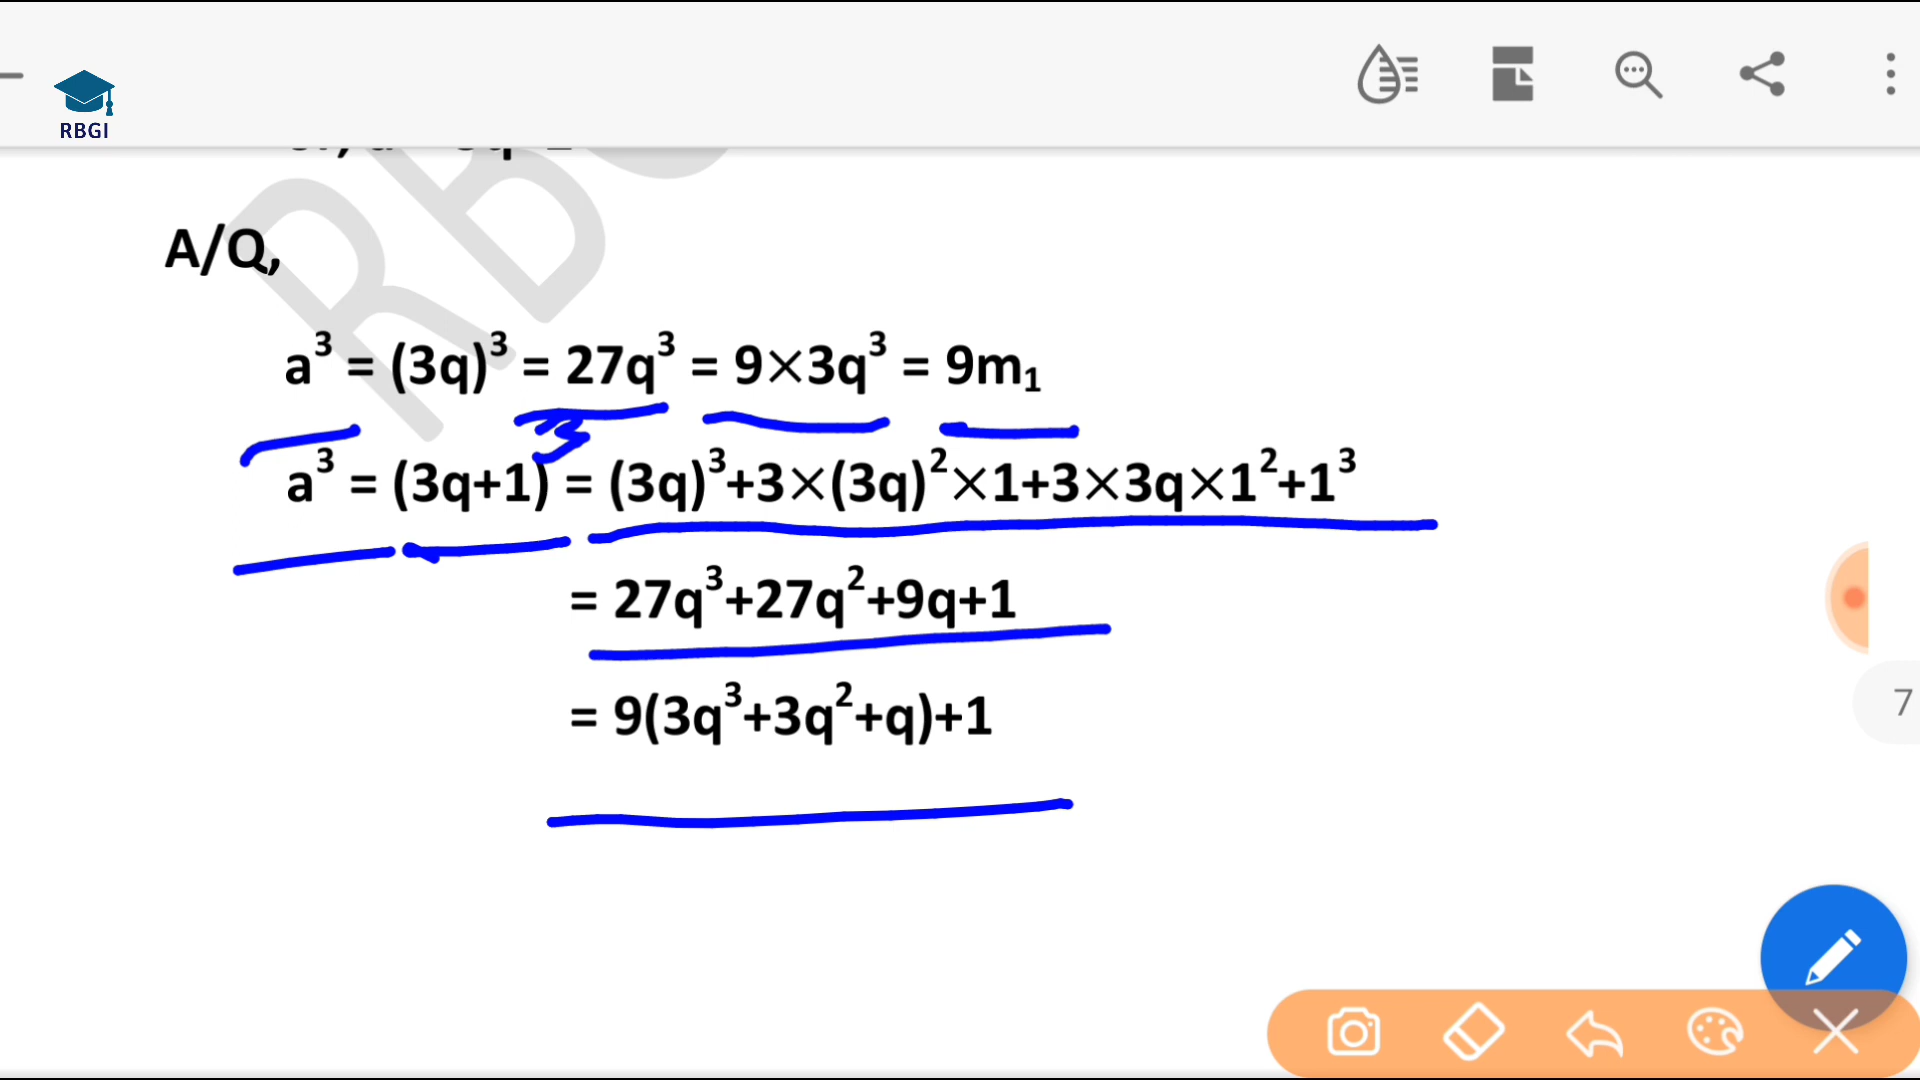 RBGI
A/Q,
a³ = (3q)³ = 27q³ = 9×3q³ = 9m₁
3
a³ = (3q+1) = (3q)³+3×(3q)²×1+3×3q×1²+1³
= 27q³+27q²+9q+1
= 9(3q³+3q²+q)+1
7